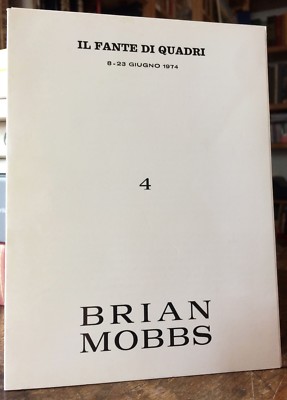 IL FANTE DI QUADRI
8-23 GIUGNO 1974
4
BRIAN
MOBBS